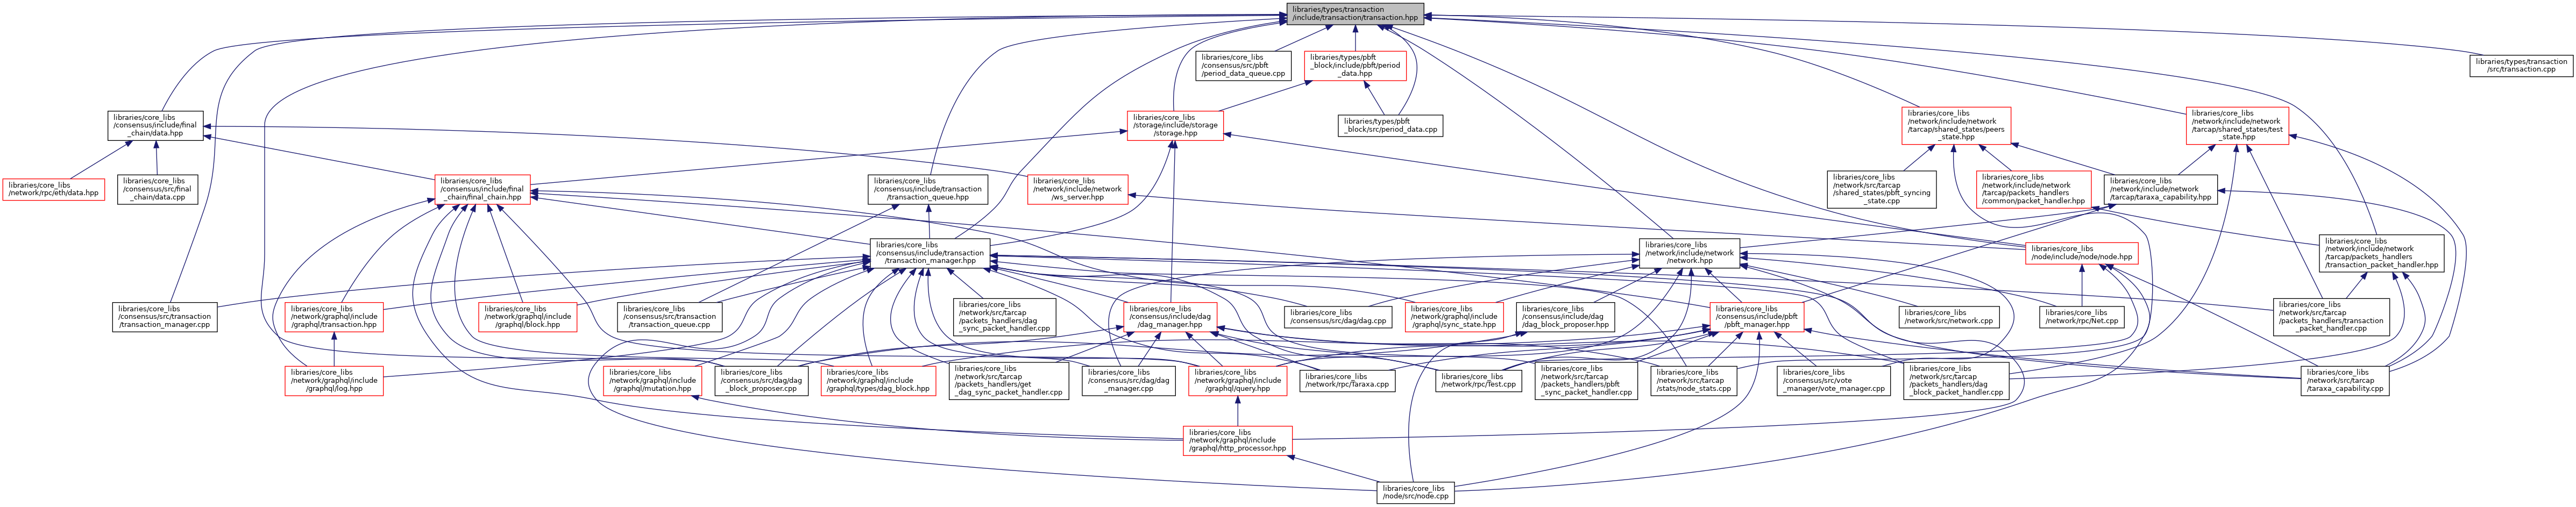 libraries/types/transaction
/include/transaction/transaction.hpp
libraries/core_libs
/consensus/src/pbft
/period_data_queue.cpp
libraries/types/pbft
_block/include/pbft/period
_data.hpp
libraries/types/transaction
/src/transaction.cpp
libraries/core_libs
/consensus/include/final
_chain/data.hpp
libraries/core_libs
/storage/include/storage
/storage.hpp
libraries/types/pbft
_block/src/period_data.cpp
libraries/core_libs
/network/include/network
/tarcap/shared_states/peers
_state.hpp
libraries/core_libs
/network/include/network
/tarcap/shared_states/test
_state.hpp
libraries/core_libs
/network/rpc/eth/data.hpp
libraries/core_libs
/consensus/src/final
_chain/data.cpp
libraries/core_libs
/consensus/include/final
_chain/final_chain.hpp
libraries/core_libs
/consensus/include/transaction
/transaction_queue.hpp
libraries/core_libs
/network/include/network
/ws_server.hpp
libraries/core_libs
/network/src/tarcap
/shared_states/pbft_syncing
_state.cpp
libraries/core_libs
/network/include/network
/tarcap/packets_handlers
/common/packet_handler.hpp
libraries/core_libs
/network/include/network
/tarcap/taraxa_capability.hpp
libraries/core_libs
/consensus/include/transaction
/transaction_manager.hpp
libraries/core_libs
/network/include/network
/network.hpp
libraries/core_libs
/node/include/node/node.hpp
libraries/core_libs
/network/include/network
/tarcap/packets_handlers
/transaction_packet_handler.hpp
libraries/core_libs
/consensus/src/transaction
/transaction_manager.cpp
libraries/core_libs
/network/graphql/include
/graphql/transaction.hpp
libraries/core_libs
/network/graphql/include
/graphql/block.hpp
libraries/core_libs
/consensus/src/transaction
/transaction_queue.cpp
libraries/core_libs
/network/src/tarcap
/packets_handlers/dag
_sync_packet_handler.cpp
libraries/core_libs
/consensus/include/dag
/dag_manager.hpp
libraries/core_libs
/consensus/src/dag/dag.cpp
libraries/core_libs
/network/graphql/include
/graphql/sync_state.hpp
libraries/core_libs
/consensus/include/dag
/dag_block_proposer.hpp
libraries/core_libs
/consensus/include/pbft
/pbft_manager.hpp
libraries/core_libs
/network/src/network.cpp
libraries/core_libs
/network/rpc/Net.cpp
libraries/core_libs
/network/src/tarcap
/packets_handlers/transaction
_packet_handler.cpp
libraries/core_libs
/network/graphql/include
/graphql/log.hpp
libraries/core_libs
/network/graphql/include
/graphql/mutation.hpp
libraries/core_libs
/consensus/src/dag/dag
_block_proposer.cpp
libraries/core_libs
/network/graphql/include
/graphql/types/dag_block.hpp
libraries/core_libs
/network/src/tarcap
/packets_handlers/get
_dag_sync_packet_handler.cpp
libraries/core_libs
/consensus/src/dag/dag
_manager.cpp
libraries/core_libs
/network/graphql/include
/graphql/query.hpp
libraries/core_libs
/network/rpc/Taraxa.cpp
libraries/core_libs
/network/rpc/Test.cpp
libraries/core_libs
/network/src/tarcap
/packets_handlers/pbft
_sync_packet_handler.cpp
libraries/core_libs
/network/src/tarcap
/stats/node_stats.cpp
libraries/core_libs
/consensus/src/vote
_manager/vote_manager.cpp
libraries/core_libs
/network/src/tarcap
/packets_handlers/dag
_block_packet_handler.cpp
libraries/core_libs
/network/src/tarcap
/taraxa_capability.cpp
libraries/core_libs
/network/graphql/include
/graphql/http_processor.hpp
libraries/core_libs
/node/src/node.cpp